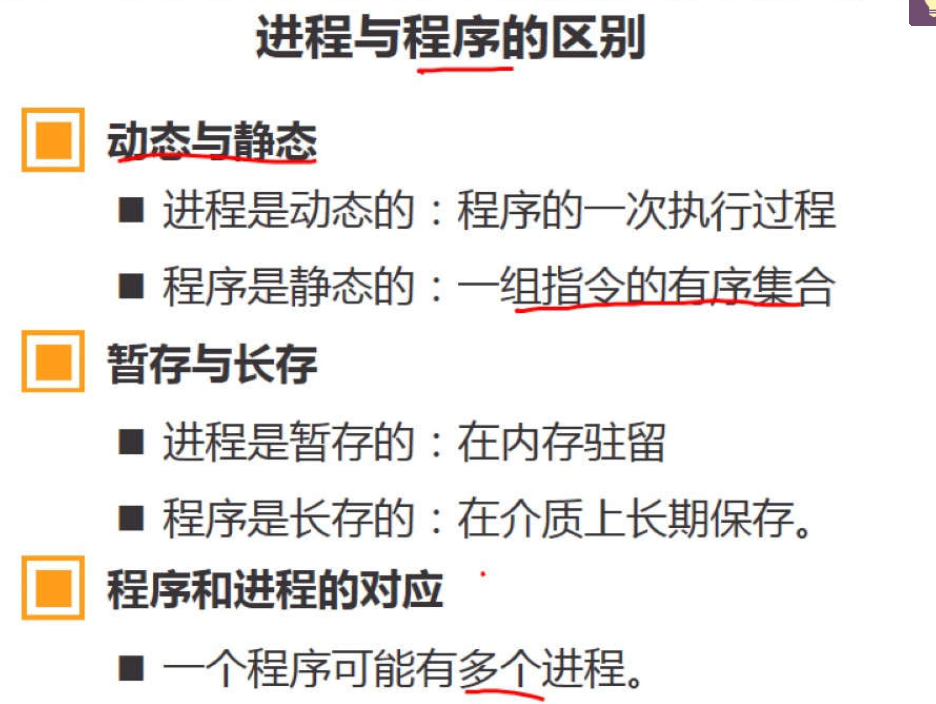 进程与程序的区别
动态与静态
进程是动态的：程序的一次执行过程
程序是静态的：一组指令的有序集合
暂存与长存
进程是暂存的：在内存驻留
程序是长存的：在介质上长期保存。
程序和进程的对应
一个程序可能有多个进程。